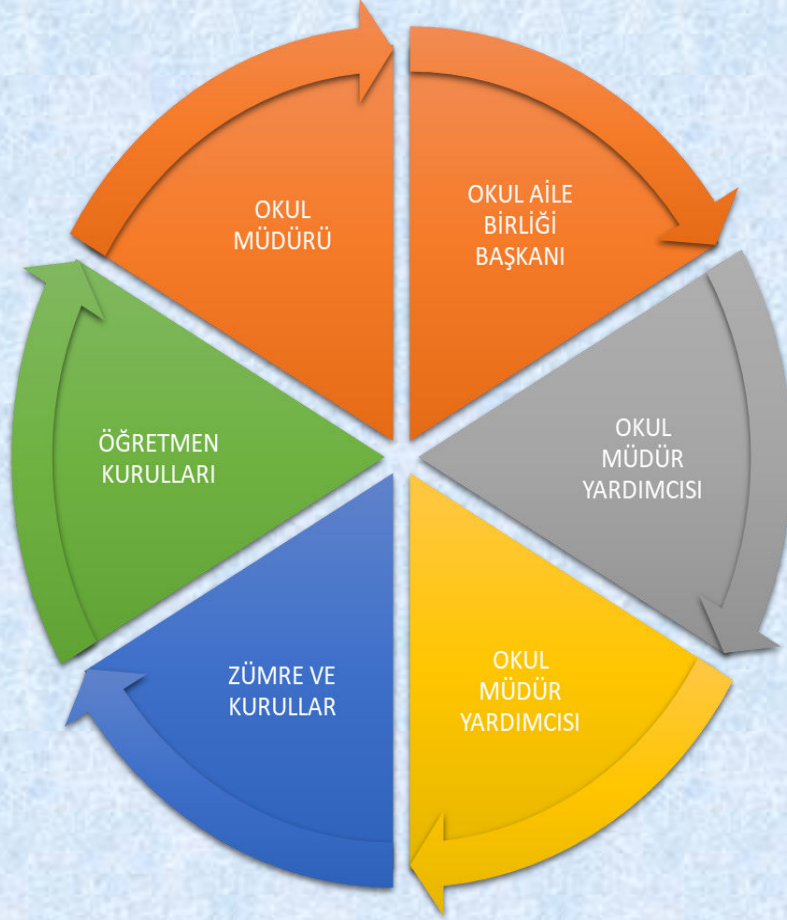 OKUL
MÜDÜRÜ
OKUL AİLE
BİRLİĞİ
BAŞKANI
OKUL
MÜDÜR
YARDIMCISI
OKUL
MÜDÜR
YARDIMCISI
ZÜMRE VE
KURULLAR
ÖĞRETMEN
KURULLARI